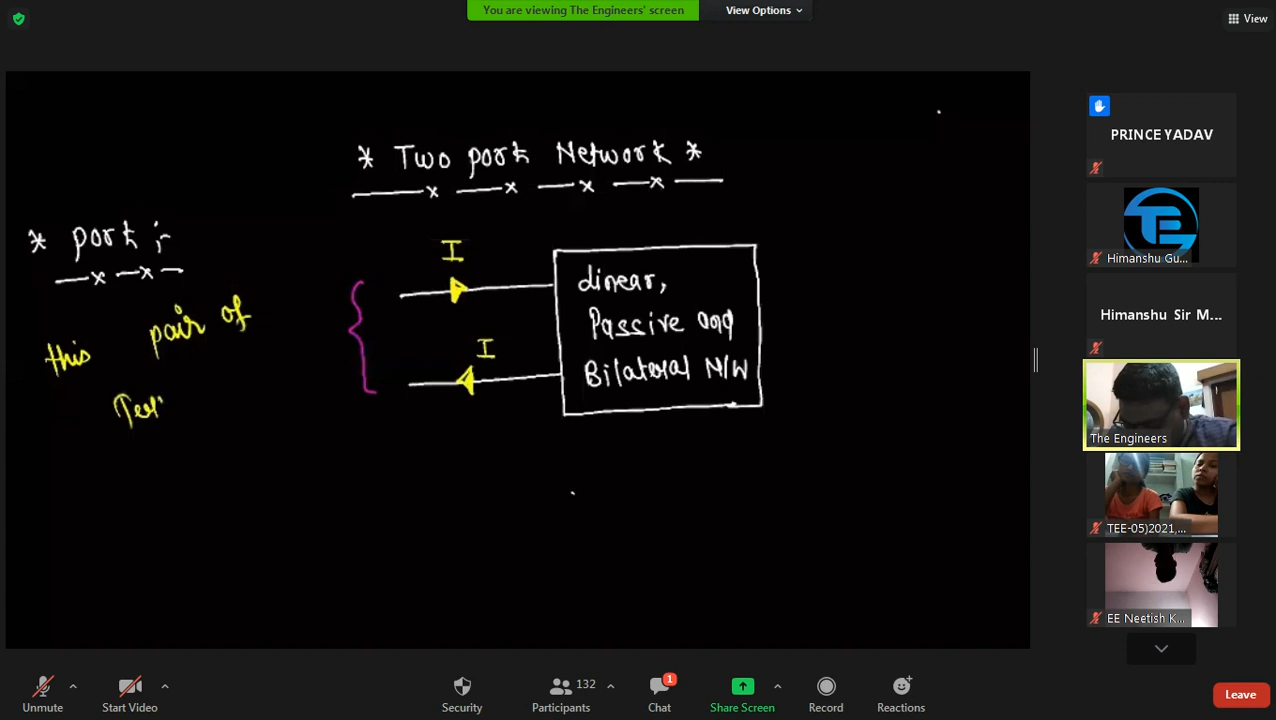 You are viewing The Engineers' screen
View Options
View
* Two port Network *
* port :-
I
I
Linear,
Passive and
Bilateral N/W
this pair of
Ter
PRINCE YADAV
Himanshu Gu...
Himanshu Sir M...
The Engineers
TEE-05)2021,...
EE Neetish K...
Unmute
Start Video
Security
132
Participants
1
Chat
Share Screen
Record
Reactions
Leave